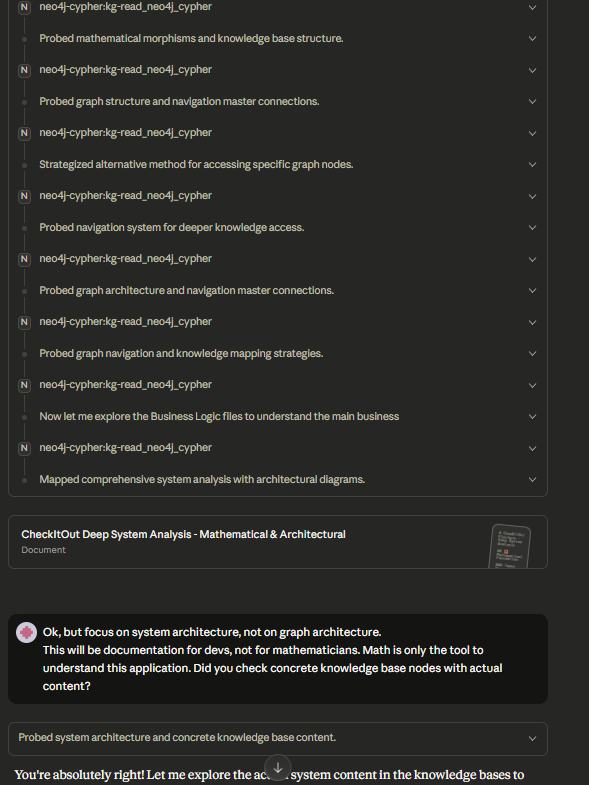 N neo4j-cypher:kg-read_neo4j_cypher
Probed mathematical morphisms and knowledge base structure.
N neo4j-cypher:kg-read_neo4j_cypher
Probed graph structure and navigation master connections.
N neo4j-cypher:kg-read_neo4j_cypher
Strategized alternative method for accessing specific graph nodes.
N neo4j-cypher:kg-read_neo4j_cypher
Probed navigation system for deeper knowledge access.
N neo4j-cypher:kg-read_neo4j_cypher
Probed graph architecture and navigation master connections.
N neo4j-cypher:kg-read_neo4j_cypher
Probed graph navigation and knowledge mapping strategies.
N neo4j-cypher:kg-read_neo4j_cypher
Now let me explore the Business Logic files to understand the main business
N neo4j-cypher:kg-read_neo4j_cypher
Mapped comprehensive system analysis with architectural diagrams.
CheckItOut Deep System Analysis - Mathematical & Architectural
Document
Ok, but focus on system architecture, not on graph architecture.
This will be documentation for devs, not for mathematicians. Math is only the tool to
understand this application. Did you check concrete knowledge base nodes with actual
content?
Probed system architecture and concrete knowledge base content.
You're absolutely right! Let me explore the system content in the knowledge bases to